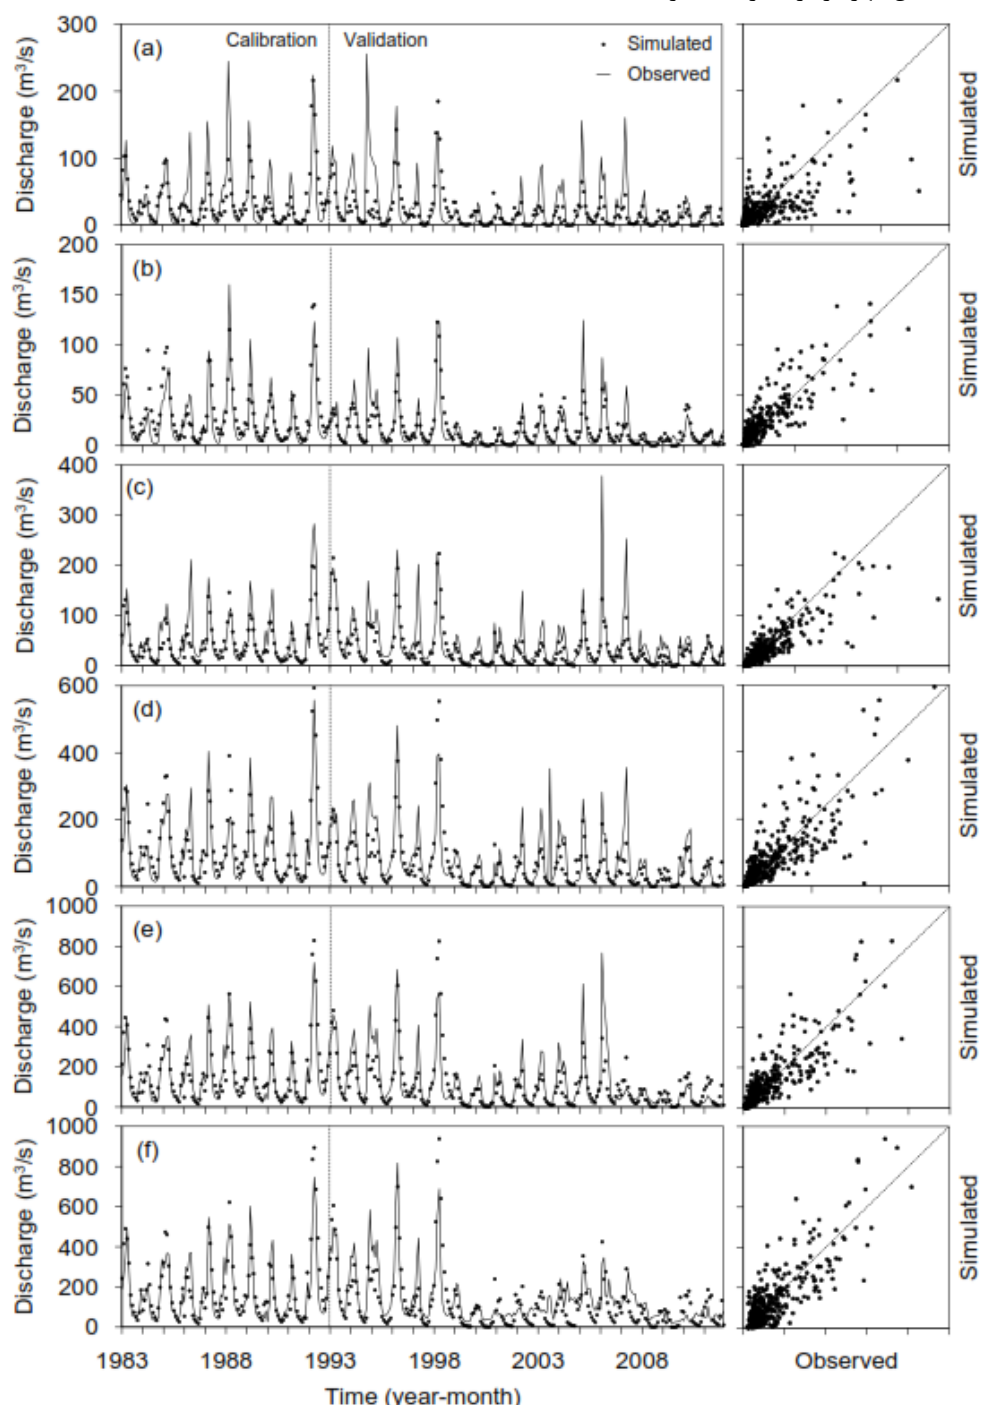 300
(a)
Calibration
Validation
Simulated
Observed
200
100
0
Discharge (m³/s)
Simulated
200
(b)
150
100
50
0
Discharge (m³/s)
Simulated
400
(c)
300
200
100
0
Discharge (m³/s)
Simulated
600
(d)
400
200
0
Discharge (m³/s)
Simulated
1000
(e)
800
600
400
200
0
Discharge (m³/s)
Simulated
1000
(f)
800
600
400
200
0
Discharge (m³/s)
Simulated
1983 1988 1993 1998 2003 2008
Observed
Time (year-month)